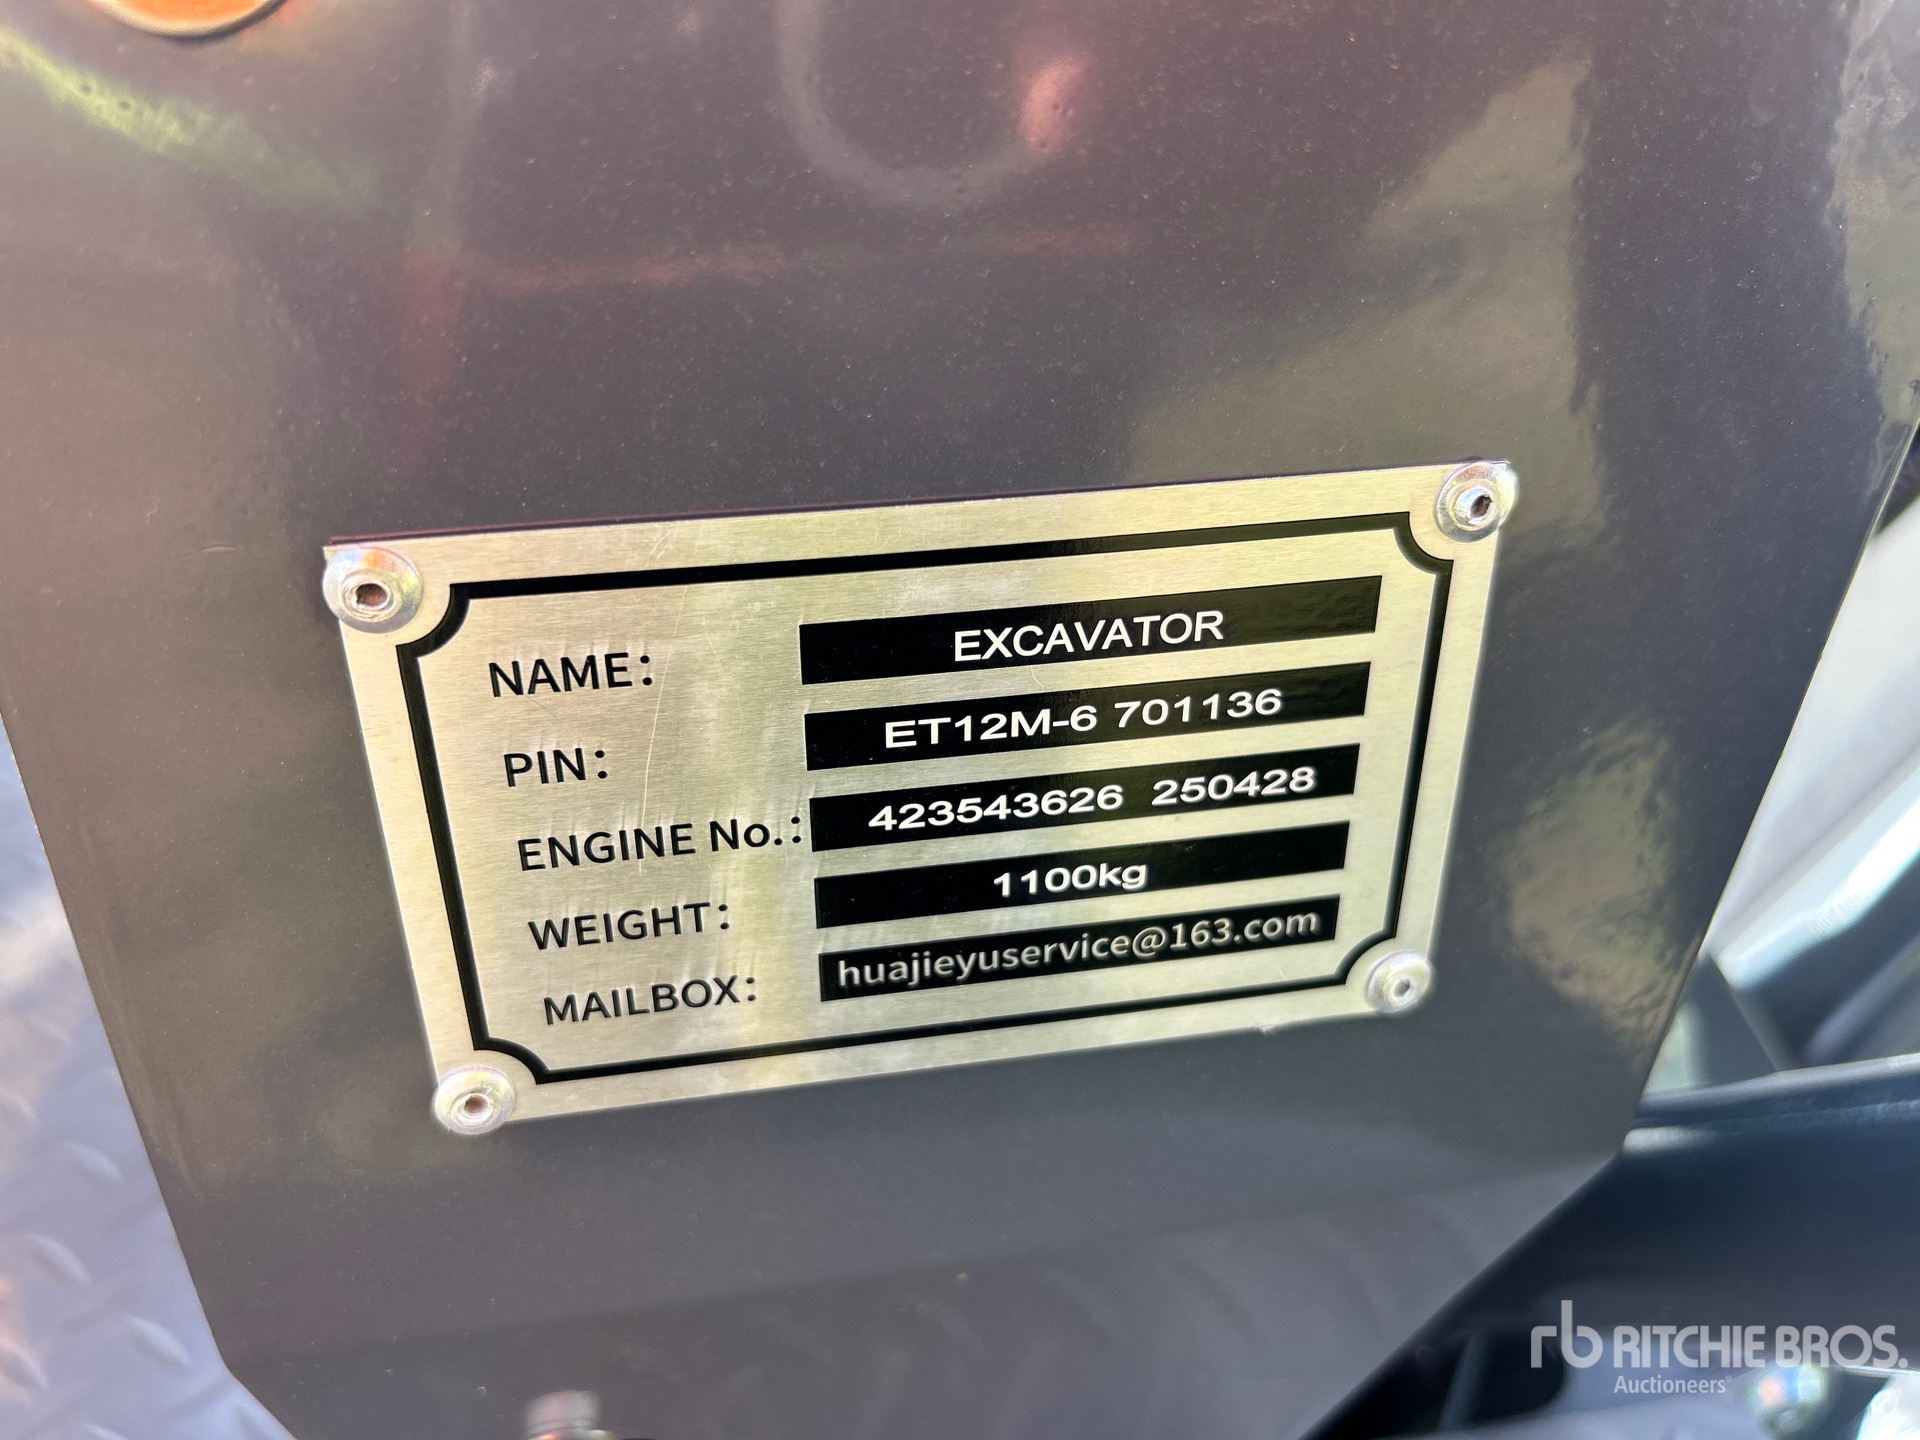 NAME: EXCAVATOR
PIN: ET12M-6 701136
ENGINE No.: 423543626 250428
WEIGHT: 1100kg
MAILBOX: huajieyuservice@163.com
rb RITCHIE BROS.
Auctioneers